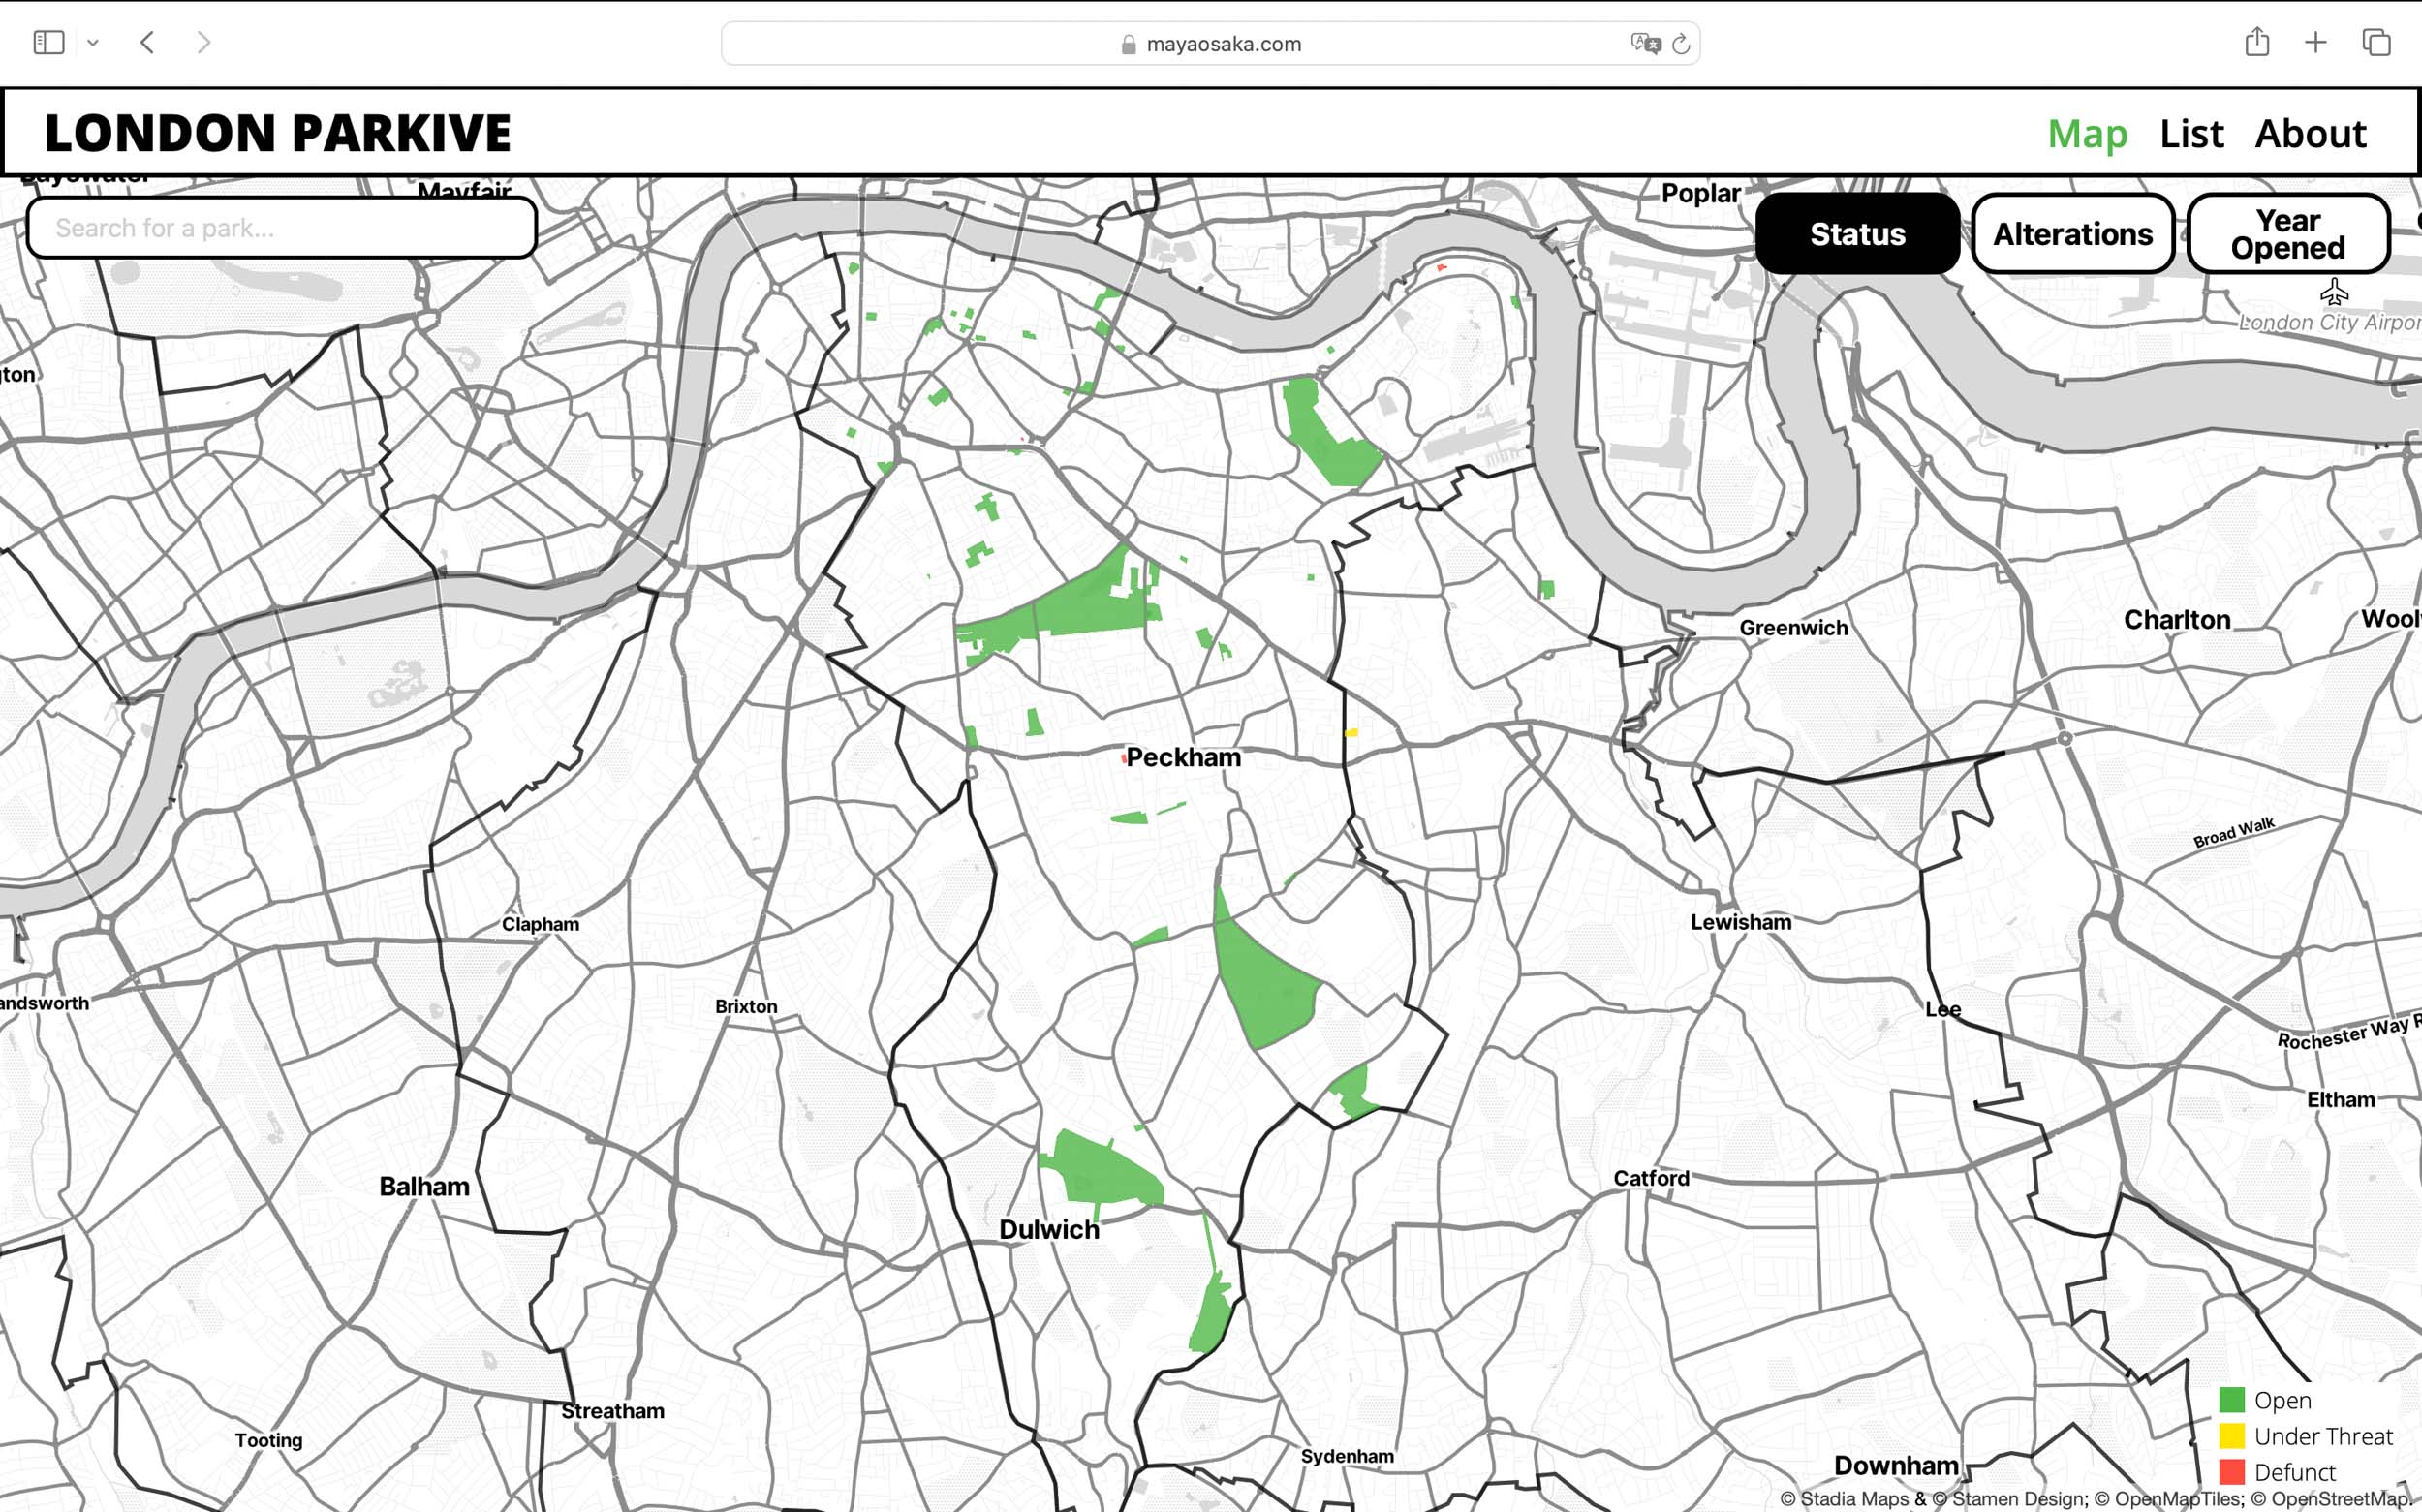 mayaosaka.com
LONDON PARKIVE
Map List About
Bayswater
Mayfair
Poplar
Search for a park...
Status
Alterations
Year
Opened
London City Airpor
Greenwich
Charlton
Peckham
Broad Walk
Clapham
Lewisham
andsworth
Brixton
Lee
Rochester Way R
Eltham
Balham
Catford
Dulwich
Streatham
Tooting
Sydenham
Downham
Open
Under Threat
Defunct
© Stadia Maps & © Stamen Design; © OpenMapTiles; © OpenStreetMap